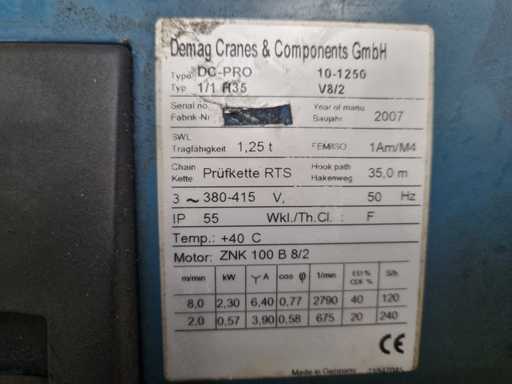 Demag Cranes & Components GmbH
Type DC-PRO 10-1250
Typ 1/1 H35 V8/2
Serial no. Year of manu
Fabrik-Nr Baujahr 2007
SWL
Tragfähigkeit 1,25 t FEM/ISO 1Am/M4
Chain Hook path
Kette: Prüfkette RTS Hakenweg 35,0 m
3 ~ 380-415 V, 50 Hz
IP 55 Wkl./Th.Cl. : F
Temp.: +40 C
Motor: ZNK 100 B 8/2
m/min kW Y A cos φ 1/min ED % S/h
CDF %
8,0 2,30 6,40 0,77 2790 40 120
2.0 0,57 3,90 0,58 675 20 240
CE
Made in Germany